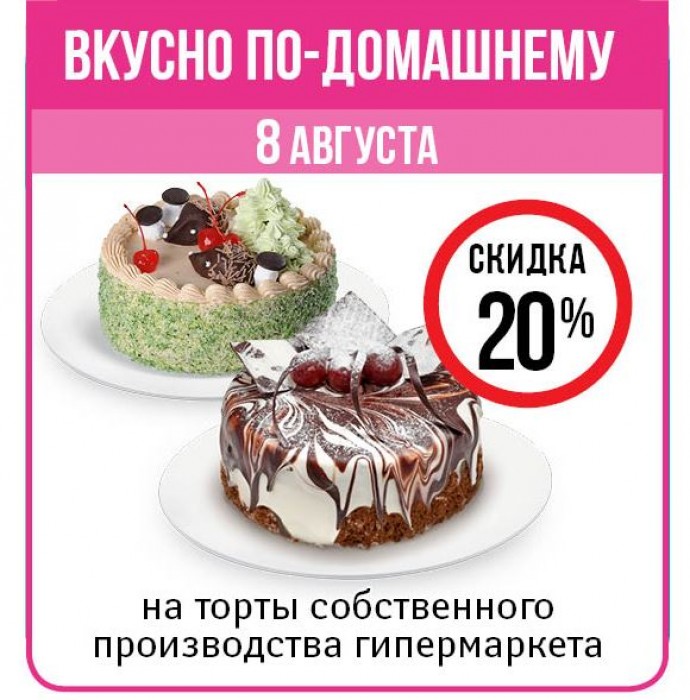 ВКУСНО ПО-ДОМАШНЕМУ
8 АВГУСТА
СКИДКА
20%
на торты собственного
производства гипермаркета